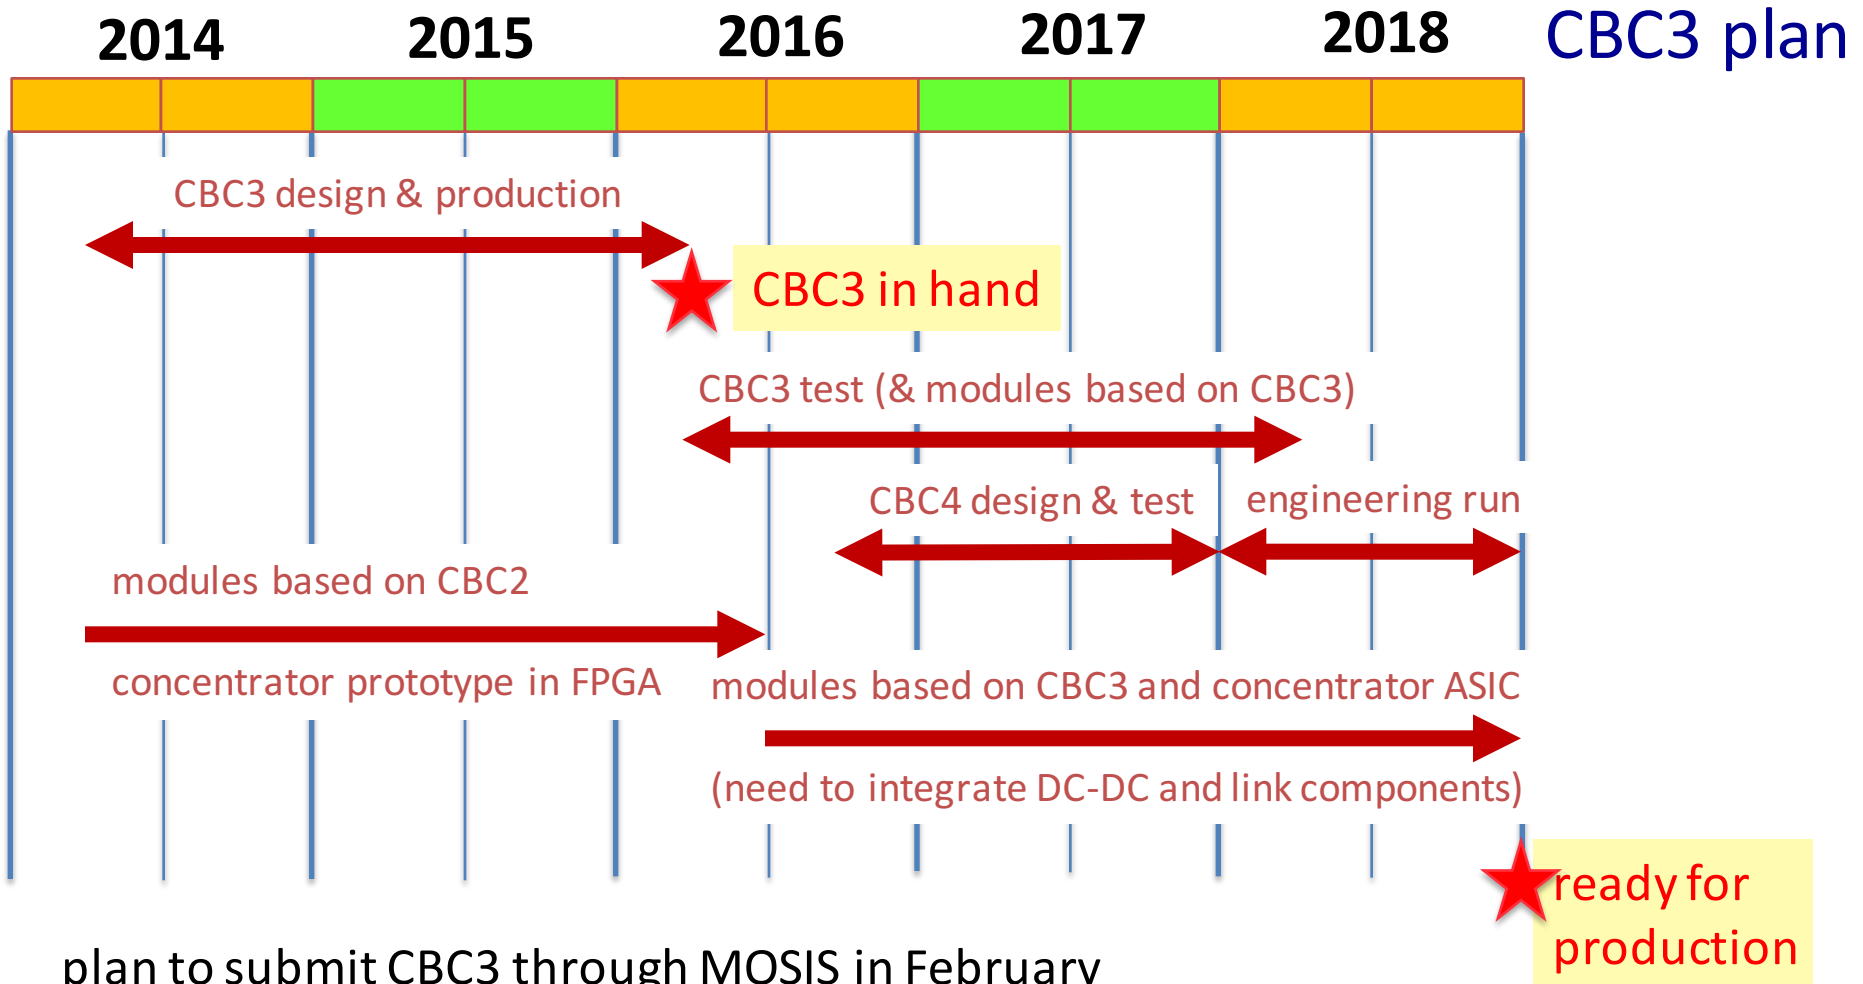 2014 2015 2016 2017 2018 CBC3 plan
CBC3 design & production
CBC3 in hand
CBC3 test (& modules based on CBC3)
CBC4 design & test engineering run
modules based on CBC2
concentrator prototype in FPGA modules based on CBC3 and concentrator ASIC
(need to integrate DC-DC and link components)
ready for
production
plan to submit CBC3 through MOSIS in February